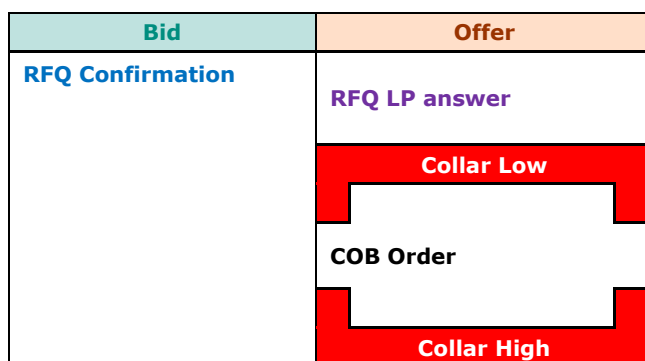 Bid
Offer
RFQ Confirmation
RFQ LP answer
Collar Low
COB Order
Collar High